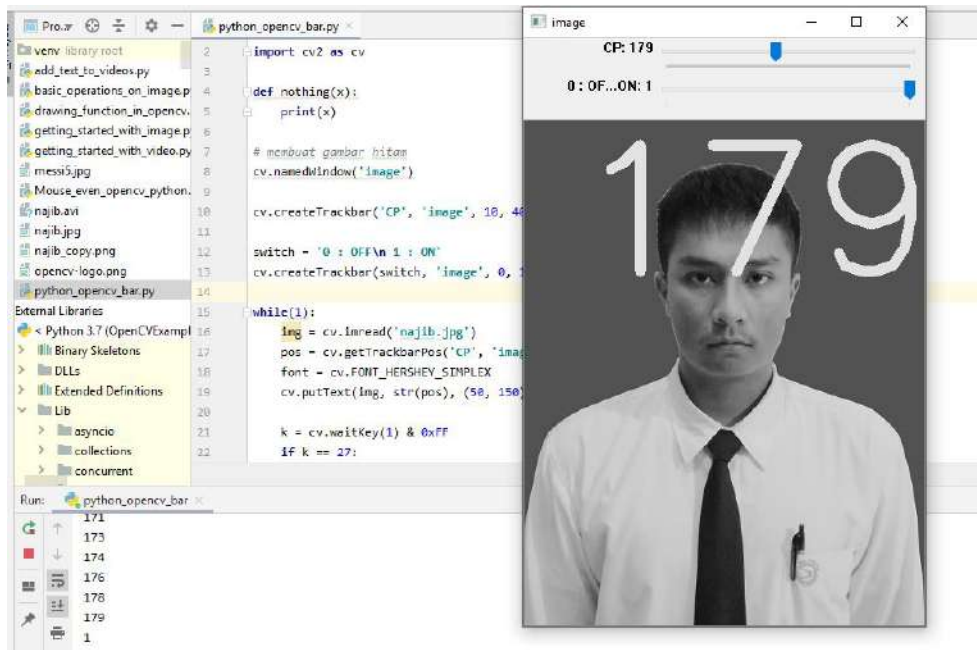 Pro...
python_opencv_bar.py
venv library root
add_text_to_videos.py
basic_operations_on_image.p
drawing_function_in_opencv.
getting_started_with_image.p
getting_started_with_video.py
messi5.jpg
Mouse_even_opencv_python.
najib.avi
najib.jpg
najib_copy.png
opencv-logo.png
python_opencv_bar.py
External Libraries
< Python 3.7 (OpenCVExampl
Binary Skeletons
DLLs
Extended Definitions
Lib
asyncio
collections
concurrent
2 import cv2 as cv
3
4 def nothing(x):
5 print(x)
6
7 # membuat gambar hitam
8 cv.namedWindow('image')
9
10 cv.createTrackbar('CP', 'image', 10, 40
11
12 switch = '0 : OFF\n 1 : ON'
13 cv.createTrackbar(switch, 'image', 0, 1
14
15 while(1):
16 img = cv.imread('najib.jpg')
17 pos = cv.getTrackbarPos('CP', 'imag
18 font = cv.FONT_HERSHEY_SIMPLEX
19 cv.putText(img, str(pos), (50, 150)
20
21 k = cv.waitKey(1) & 0xFF
22 if k == 27:
image
CP: 179
0 : OF...ON: 1
179
Run: python_opencv_bar
171
173
174
176
178
179
1